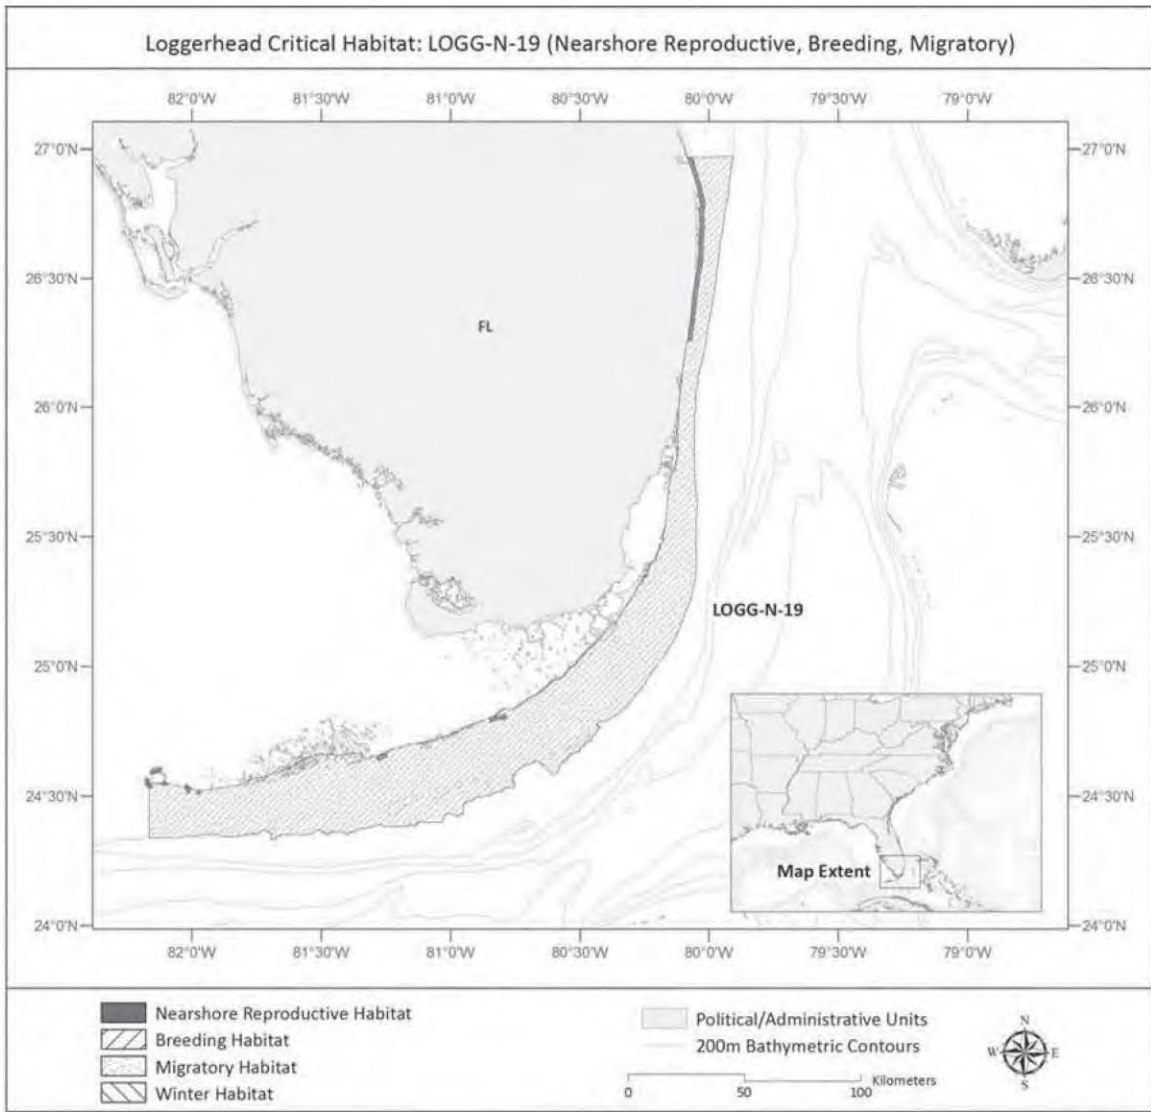 Loggerhead Critical Habitat: LOGG-N-19 (Nearshore Reproductive, Breeding, Migratory)
82°0'W 81°30'W 81°0'W 80°30'W 80°0'W 79°30'W 79°0'W
27°0'N 27°0'N
26°30'N 26°30'N
FL
26°0'N 26°0'N
25°30'N 25°30'N
LOGG-N-19
25°0'N 25°0'N
24°30'N 24°30'N
Map Extent
24°0'N 24°0'N
82°0'W 81°30'W 81°0'W 80°30'W 80°0'W 79°30'W 79°0'W
Nearshore Reproductive Habitat
Breeding Habitat
Migratory Habitat
Winter Habitat
Political/Administrative Units
200m Bathymetric Contours
Kilometers
0 50 100
N
W E
S